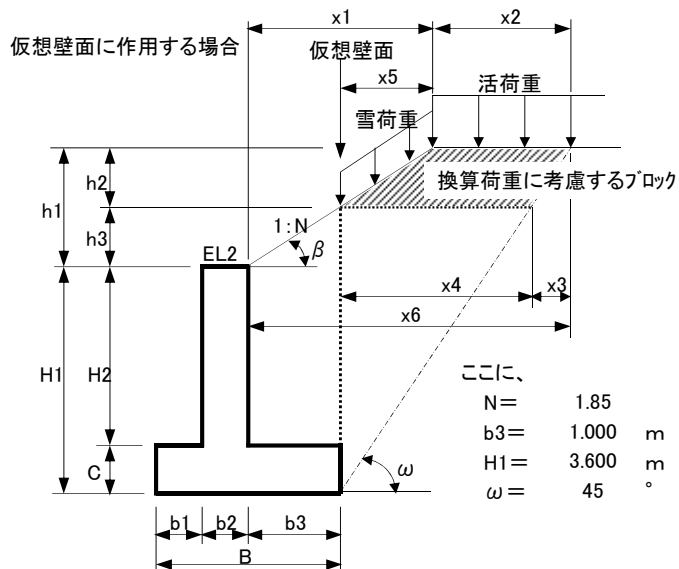 x1
x2
仮想壁面に作用する場合
仮想壁面
x5
活荷重
雪荷重
h1
h2
換算荷重に考慮するブロック
h3
1:N
β
EL2
x4
x3
x6
H1
H2
ここに、
N= 1.85
b3= 1.000 m
H1= 3.600 m
ω= 45 °
C
ω
b1
b2
b3
B